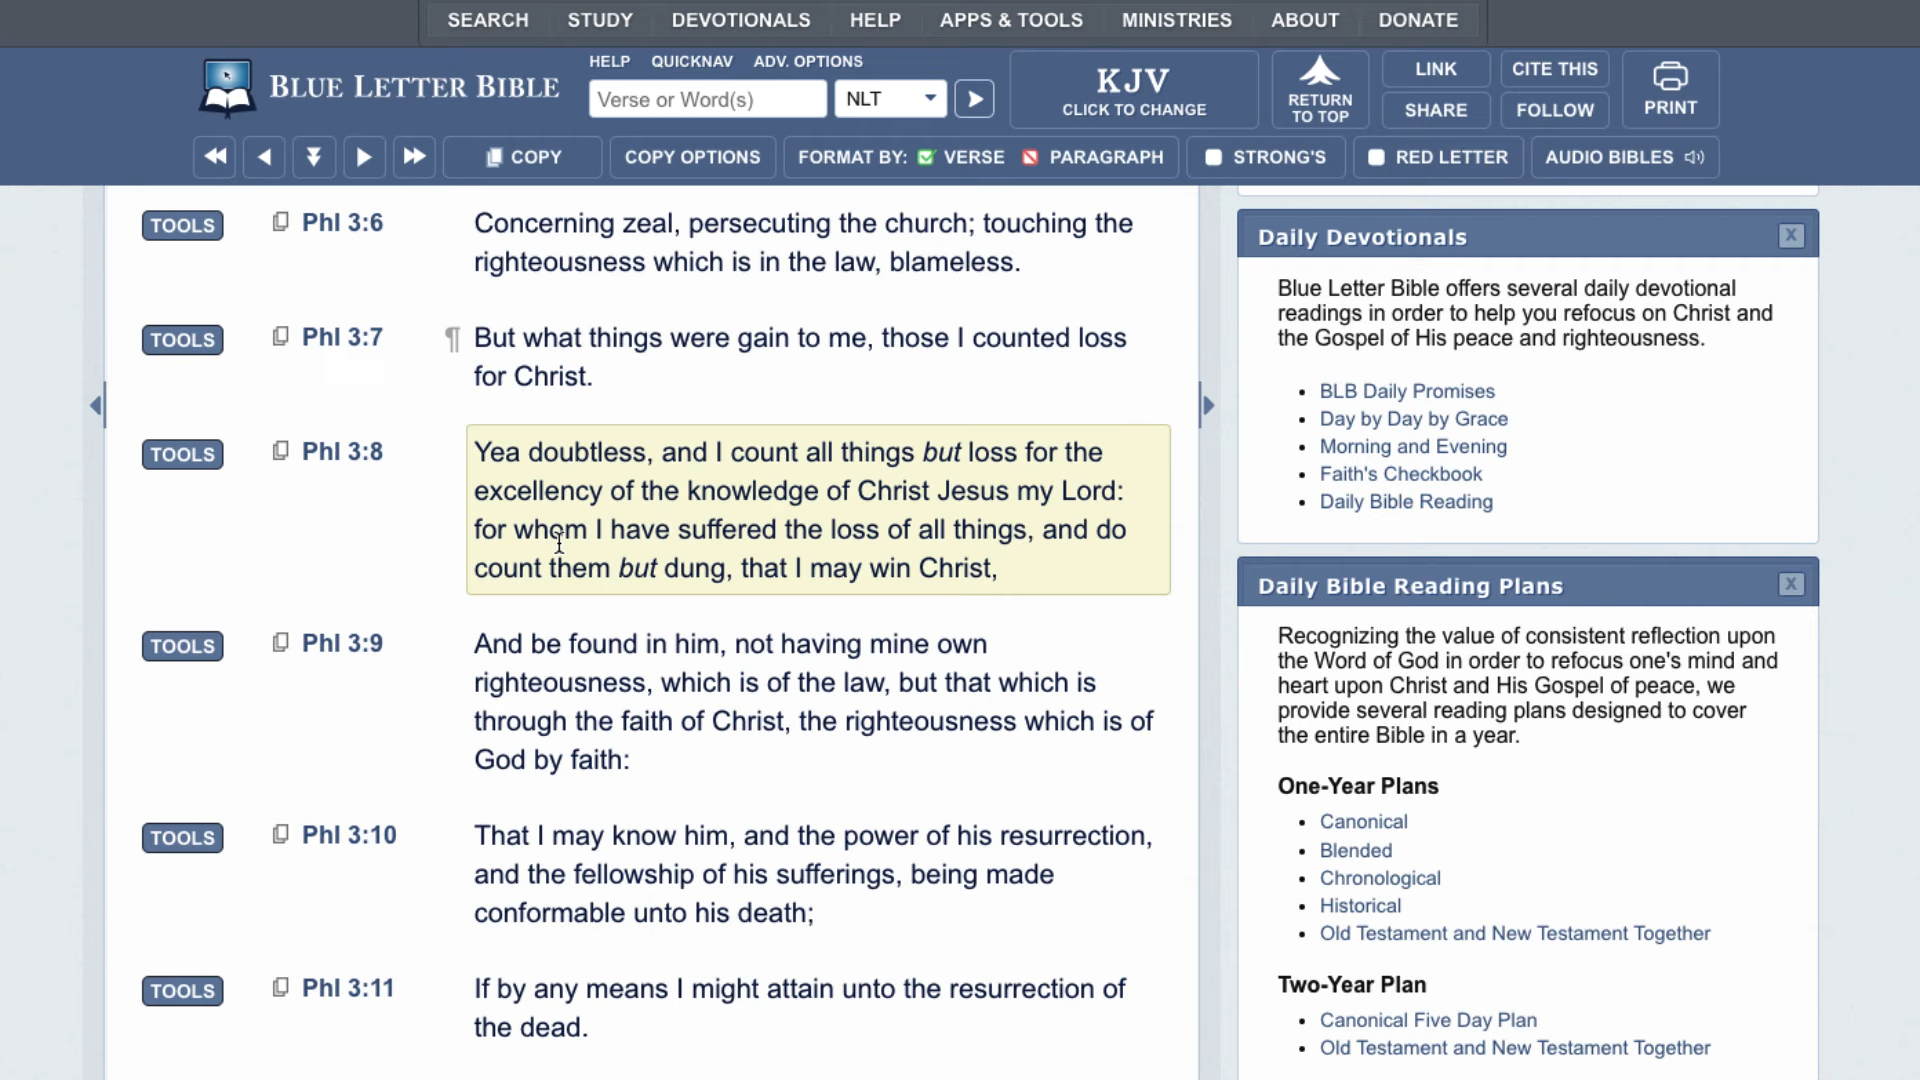 SEARCH STUDY DEVOTIONALS HELP APPS & TOOLS MINISTRIES ABOUT DONATE
BLUE LETTER BIBLE
HELP QUICKNAV ADV. OPTIONS
Verse or Word(s) NLT
KJV
CLICK TO CHANGE
RETURN
TO TOP
LINK CITE THIS
SHARE FOLLOW
PRINT
COPY COPY OPTIONS FORMAT BY: VERSE PARAGRAPH STRONG'S RED LETTER AUDIO BIBLES
TOOLS Phl 3:6 Concerning zeal, persecuting the church; touching the
righteousness which is in the law, blameless.
TOOLS Phl 3:7 ¶ But what things were gain to me, those I counted loss
for Christ.
TOOLS Phl 3:8 Yea doubtless, and I count all things but loss for the
excellency of the knowledge of Christ Jesus my Lord:
for whom I have suffered the loss of all things, and do
count them but dung, that I may win Christ,
TOOLS Phl 3:9 And be found in him, not having mine own
righteousness, which is of the law, but that which is
through the faith of Christ, the righteousness which is of
God by faith:
TOOLS Phl 3:10 That I may know him, and the power of his resurrection,
and the fellowship of his sufferings, being made
conformable unto his death;
TOOLS Phl 3:11 If by any means I might attain unto the resurrection of
the dead.
Daily Devotionals X
Blue Letter Bible offers several daily devotional
readings in order to help you refocus on Christ and
the Gospel of His peace and righteousness.
• BLB Daily Promises
• Day by Day by Grace
• Morning and Evening
• Faith's Checkbook
• Daily Bible Reading
Daily Bible Reading Plans X
Recognizing the value of consistent reflection upon
the Word of God in order to refocus one's mind and
heart upon Christ and His Gospel of peace, we
provide several reading plans designed to cover
the entire Bible in a year.
One-Year Plans
• Canonical
• Blended
• Chronological
• Historical
• Old Testament and New Testament Together
Two-Year Plan
• Canonical Five Day Plan
• Old Testament and New Testament Together